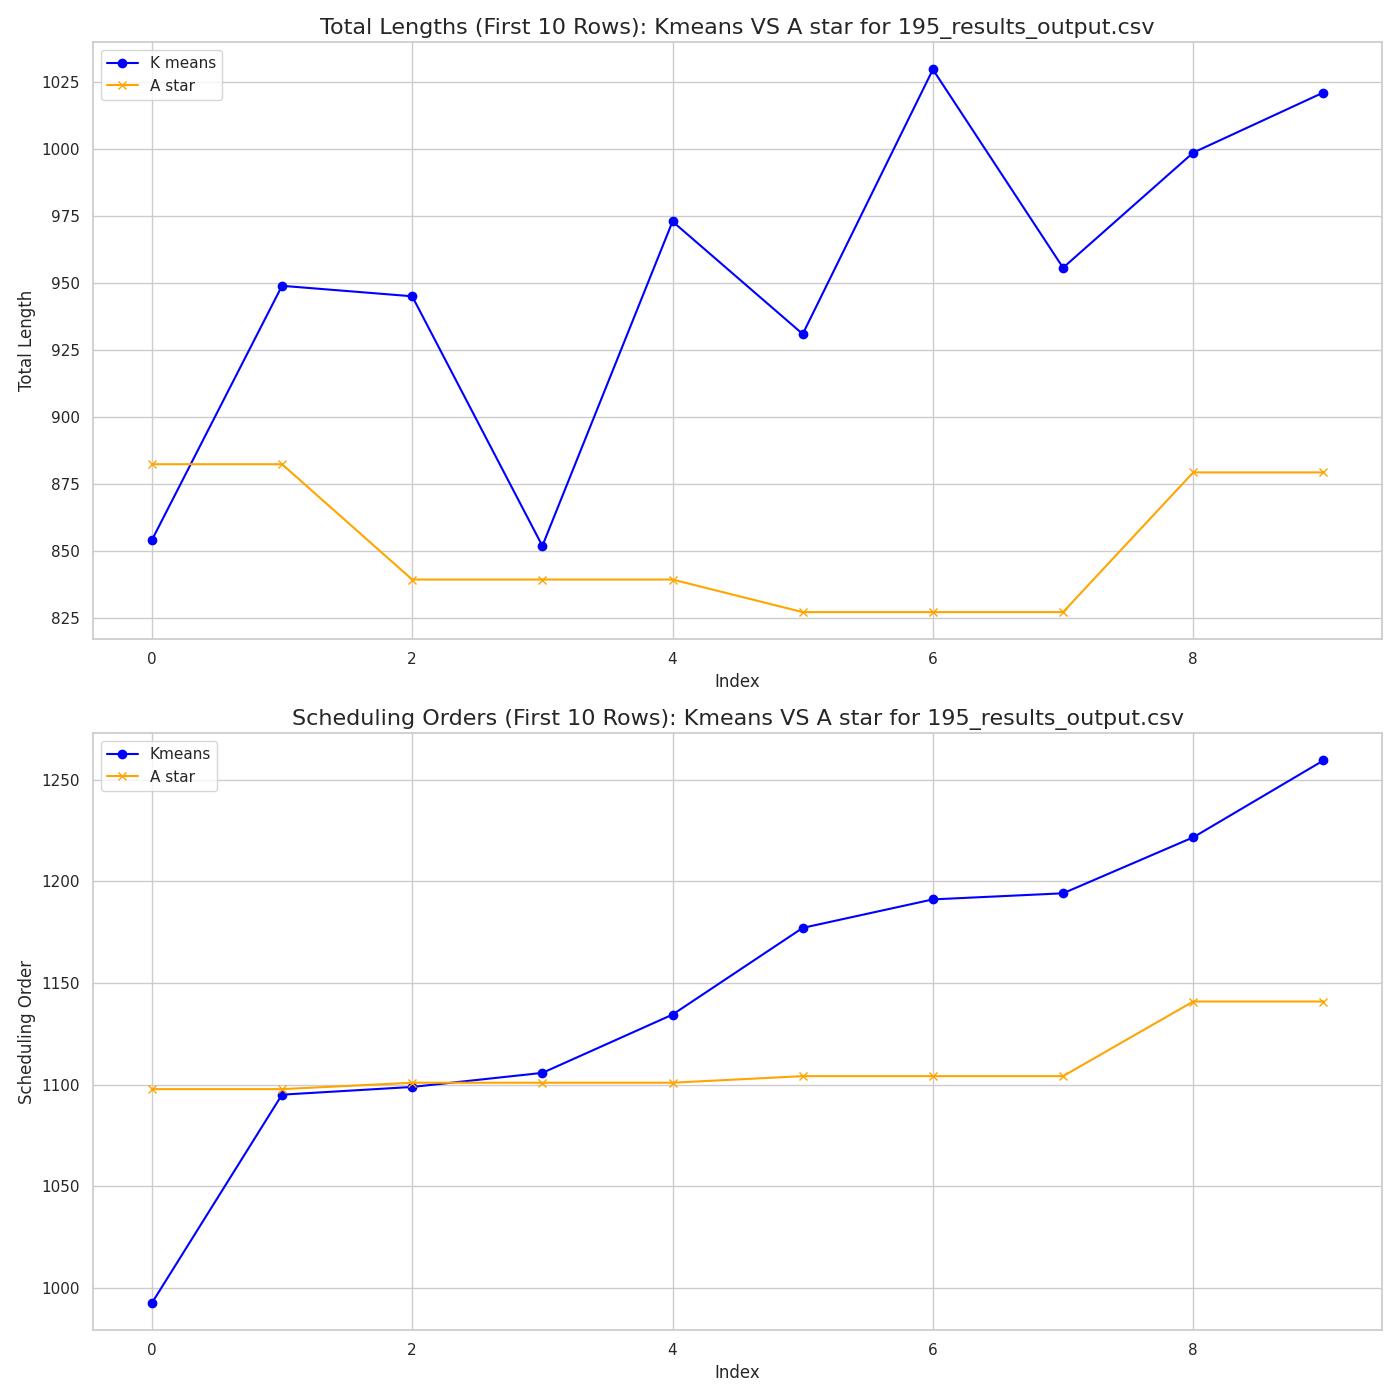 Total Lengths (First 10 Rows): Kmeans VS A star for 195_results_output.csv
K means
A star
1025
1000
975
950
925
900
875
850
825
Total Length
0 2 4 6 8
Index
Scheduling Orders (First 10 Rows): Kmeans VS A star for 195_results_output.csv
Kmeans
A star
1250
1200
1150
1100
1050
1000
Scheduling Order
0 2 4 6 8
Index